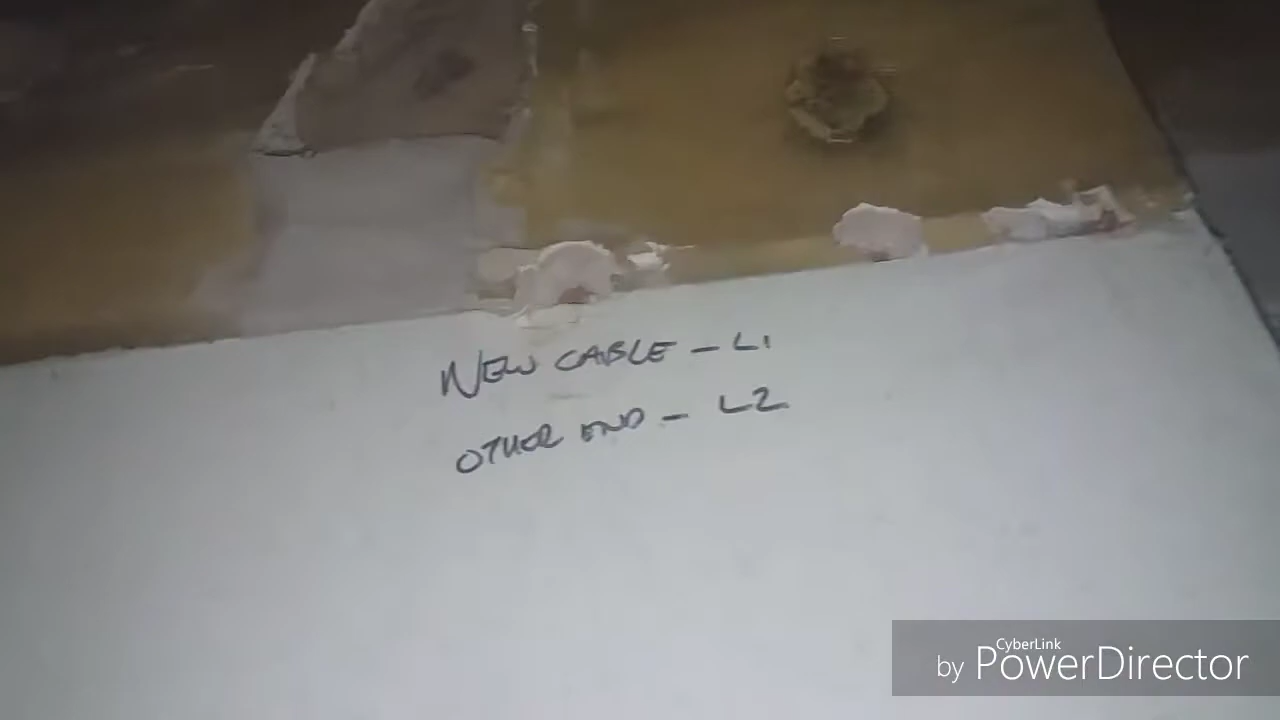 NEW CABLE - L1
OTHER END - L2
CyberLink
by PowerDirector